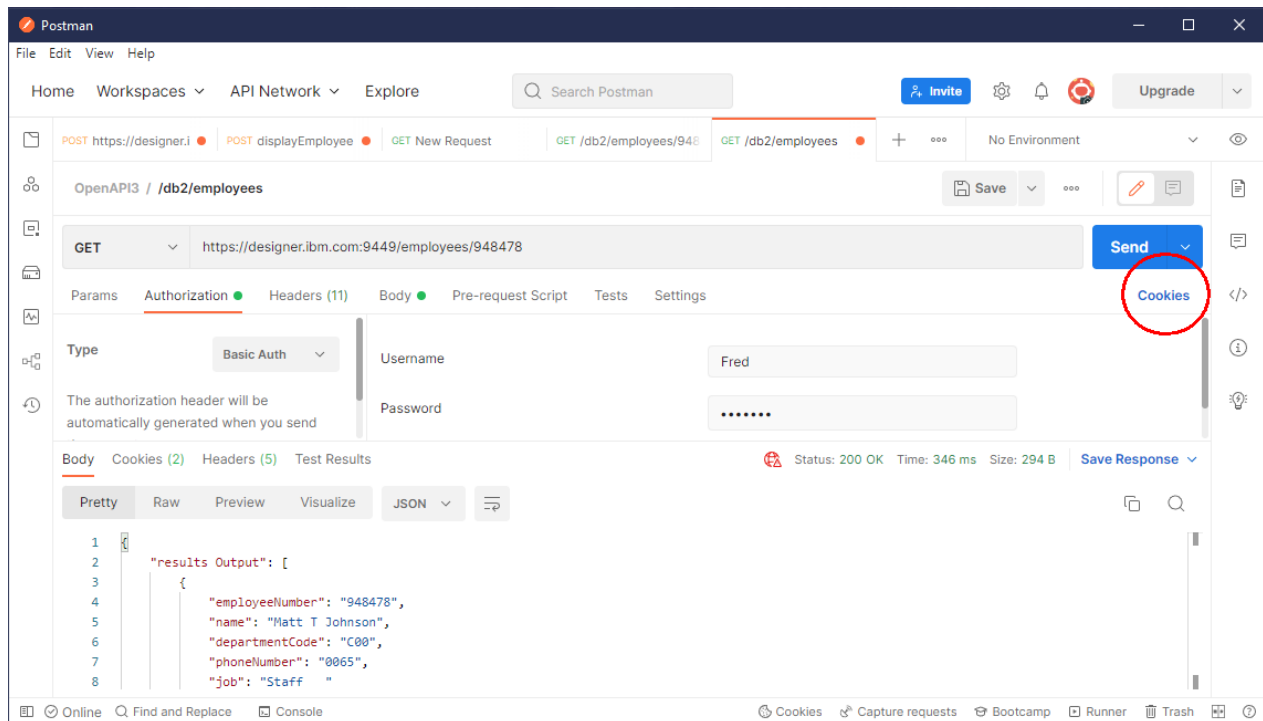 Postman
File Edit View Help
Home Workspaces API Network Explore Search Postman Invite Upgrade
POST https://designer.i POST displayEmployee GET New Request GET /db2/employees/948 GET /db2/employees No Environment
OpenAPI3 / /db2/employees Save
GET https://designer.ibm.com:9449/employees/948478 Send
Params Authorization Headers (11) Body Pre-request Script Tests Settings Cookies
Type Basic Auth Username Fred
The authorization header will be
automatically generated when you send
Password •••••••
Body Cookies (2) Headers (5) Test Results Status: 200 OK Time: 346 ms Size: 294 B Save Response
Pretty Raw Preview Visualize JSON
1 {
2 "results Output": [
3 {
4 "employeeNumber": "948478",
5 "name": "Matt T Johnson",
6 "departmentCode": "C00",
7 "phoneNumber": "0065",
8 "job": "Staff   "
Online Find and Replace Console Cookies Capture requests Bootcamp Runner Trash